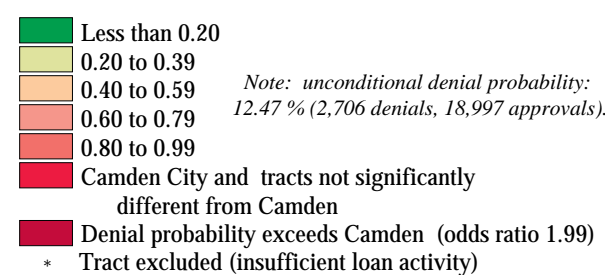 Less than 0.20
0.20 to 0.39
0.40 to 0.59
0.60 to 0.79
0.80 to 0.99
Note: unconditional denial probability:
12.47 % (2,706 denials, 18,997 approvals).
Camden City and tracts not significantly
different from Camden
Denial probability exceeds Camden (odds ratio 1.99)
* Tract excluded (insufficient loan activity)